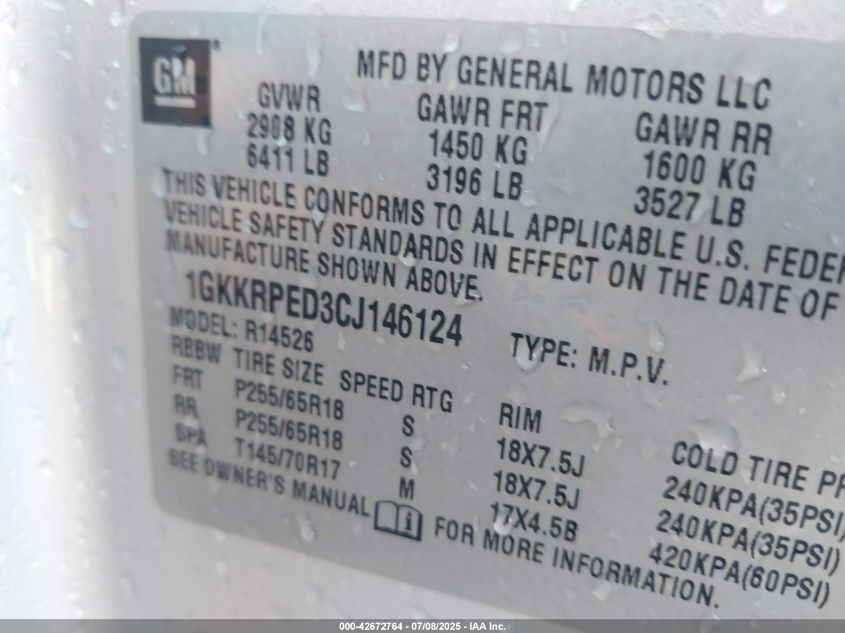 GM
MFD BY GENERAL MOTORS LLC
GVWR GAWR FRT GAWR RR
2908 KG 1450 KG 1600 KG
6411 LB 3196 LB 3527 LB
THIS VEHICLE CONFORMS TO ALL APPLICABLE U.S. FEDER
VEHICLE SAFETY STANDARDS IN EFFECT ON THE DATE OF
MANUFACTURE SHOWN ABOVE.
1GKKRPED3CJ146124 TYPE: M.P.V.
MODEL: R14526
RBBW TIRE SIZE SPEED RTG RIM COLD TIRE PR
FRT P255/65R18 S 18X7.5J 240KPA(35PSI)
RR P255/65R18 S 18X7.5J 240KPA(35PSI)
SPA T145/70R17 M 17X4.5B 420KPA(60PSI)
SEE OWNER'S MANUAL FOR MORE INFORMATION.
000-42672764 - 07/08/2025 - IAA Inc.